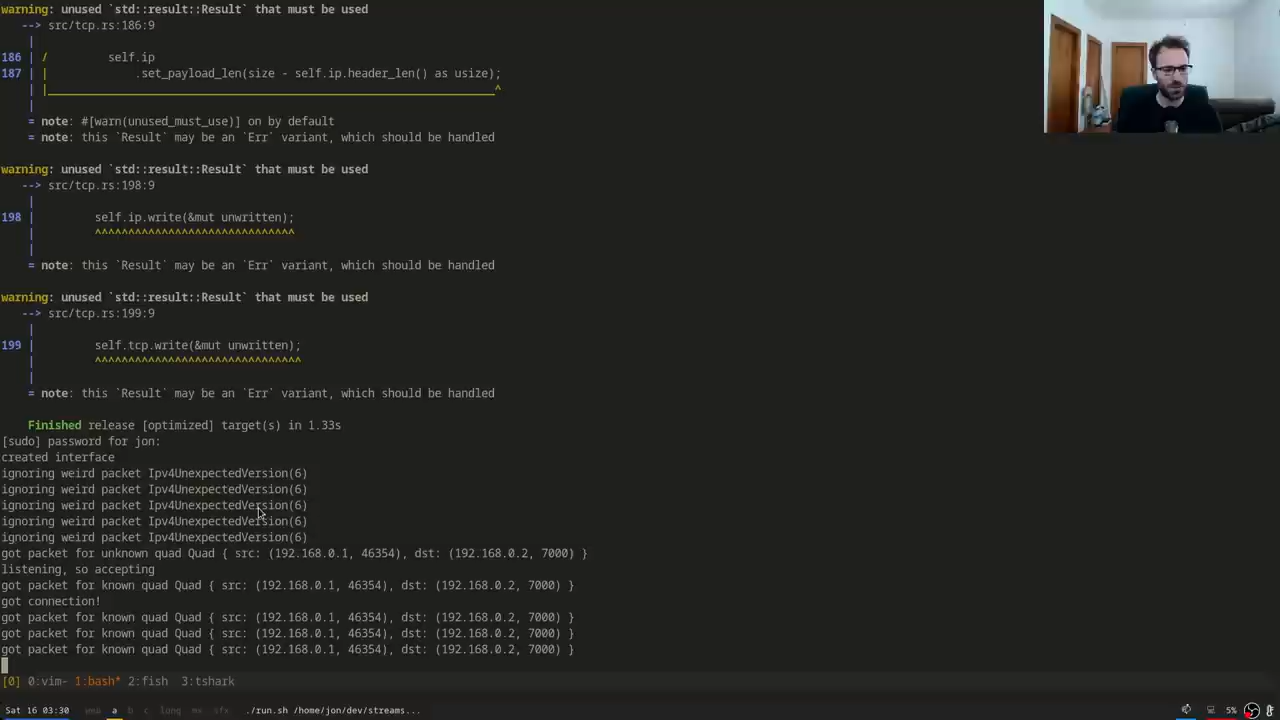 warning: unused `std::result::Result` that must be used
--> src/tcp.rs:186:9
|
186 | /         self.ip
187 | |             .set_payload_len(size - self.ip.header_len() as usize);
| |_____________________________________________________________________^
|
= note: #[warn(unused_must_use)] on by default
= note: this `Result` may be an `Err` variant, which should be handled
warning: unused `std::result::Result` that must be used
--> src/tcp.rs:198:9
|
198 |         self.ip.write(&mut unwritten);
|         ^^^^^^^^^^^^^^^^^^^^^^^^^^^^^^
|
= note: this `Result` may be an `Err` variant, which should be handled
warning: unused `std::result::Result` that must be used
--> src/tcp.rs:199:9
|
199 |         self.tcp.write(&mut unwritten);
|         ^^^^^^^^^^^^^^^^^^^^^^^^^^^^^^^
|
= note: this `Result` may be an `Err` variant, which should be handled
Finished release [optimized] target(s) in 1.33s
[sudo] password for jon:
created interface
ignoring weird packet Ipv4UnexpectedVersion(6)
ignoring weird packet Ipv4UnexpectedVersion(6)
ignoring weird packet Ipv4UnexpectedVersion(6)
ignoring weird packet Ipv4UnexpectedVersion(6)
ignoring weird packet Ipv4UnexpectedVersion(6)
got packet for unknown quad Quad { src: (192.168.0.1, 46354), dst: (192.168.0.2, 7000) }
listening, so accepting
got packet for known quad Quad { src: (192.168.0.1, 46354), dst: (192.168.0.2, 7000) }
got connection!
got packet for known quad Quad { src: (192.168.0.1, 46354), dst: (192.168.0.2, 7000) }
got packet for known quad Quad { src: (192.168.0.1, 46354), dst: (192.168.0.2, 7000) }
got packet for known quad Quad { src: (192.168.0.1, 46354), dst: (192.168.0.2, 7000) }
[0] 0:vim- 1:bash* 2:fish  3:tshark
Sat 16 03:30 a b c ./run.sh /home/jon/dev/streams... 5%